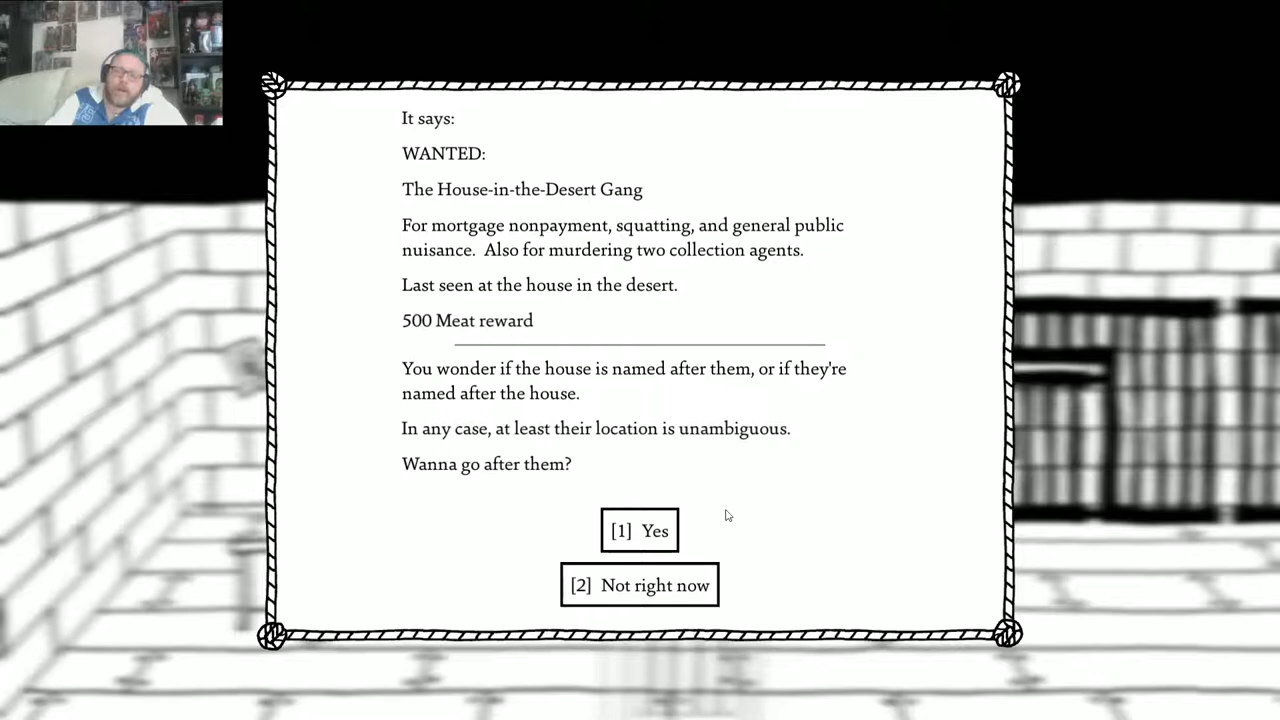 It says:
WANTED:
The House-in-the-Desert Gang
For mortgage nonpayment, squatting, and general public
nuisance.  Also for murdering two collection agents.
Last seen at the house in the desert.
500 Meat reward
You wonder if the house is named after them, or if they're
named after the house.
In any case, at least their location is unambiguous.
Wanna go after them?
[1]  Yes
[2]  Not right now